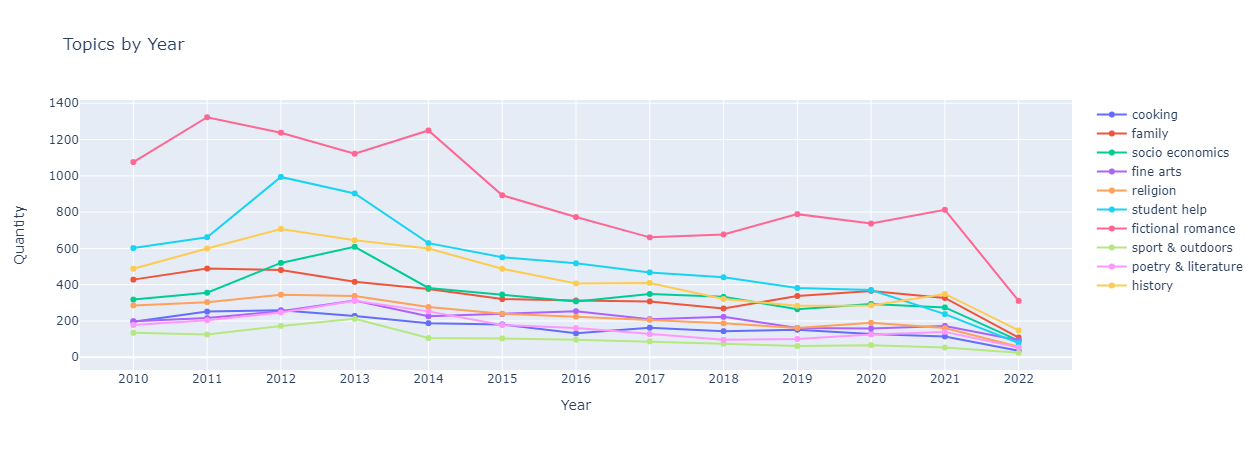 Topics by Year
1400
1200
1000
800
600
400
200
0
Quantity
2010 2011 2012 2013 2014 2015 2016 2017 2018 2019 2020 2021 2022
Year
cooking
family
socio economics
fine arts
religion
student help
fictional romance
sport & outdoors
poetry & literature
history